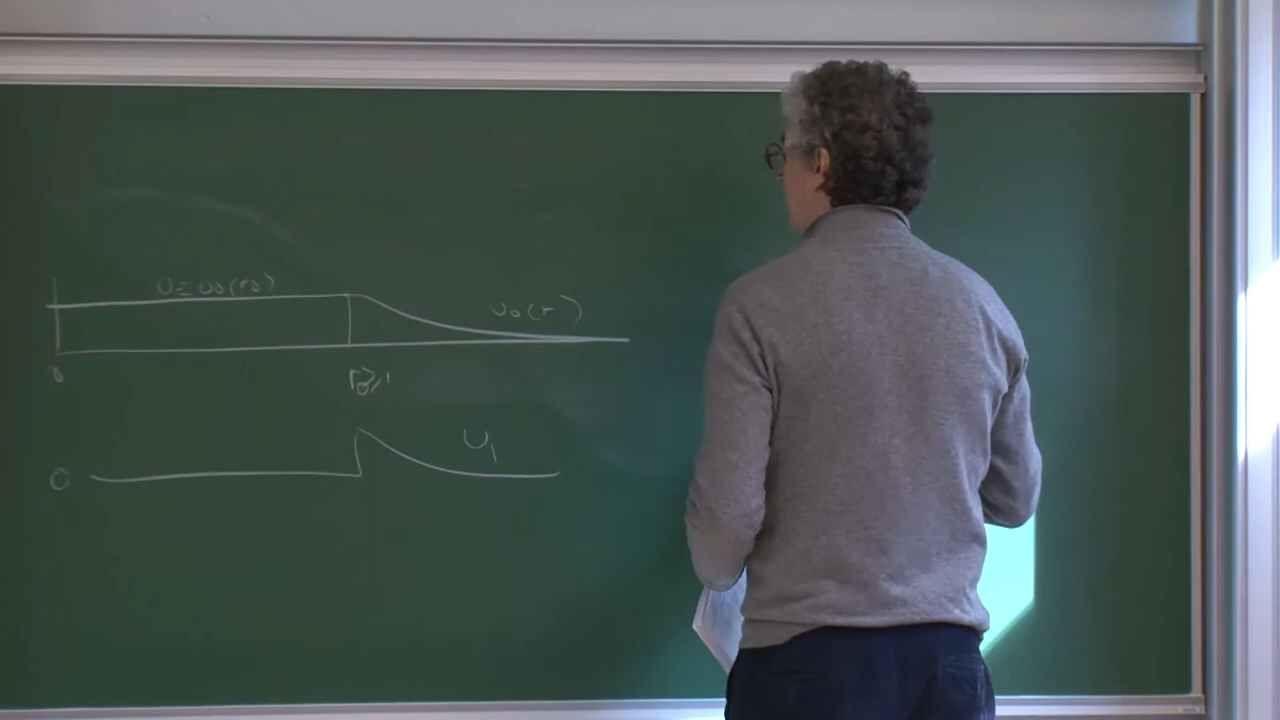 U ≡ u₀(r₀)
u₀(r)
0
r₀≫1
U₁
0